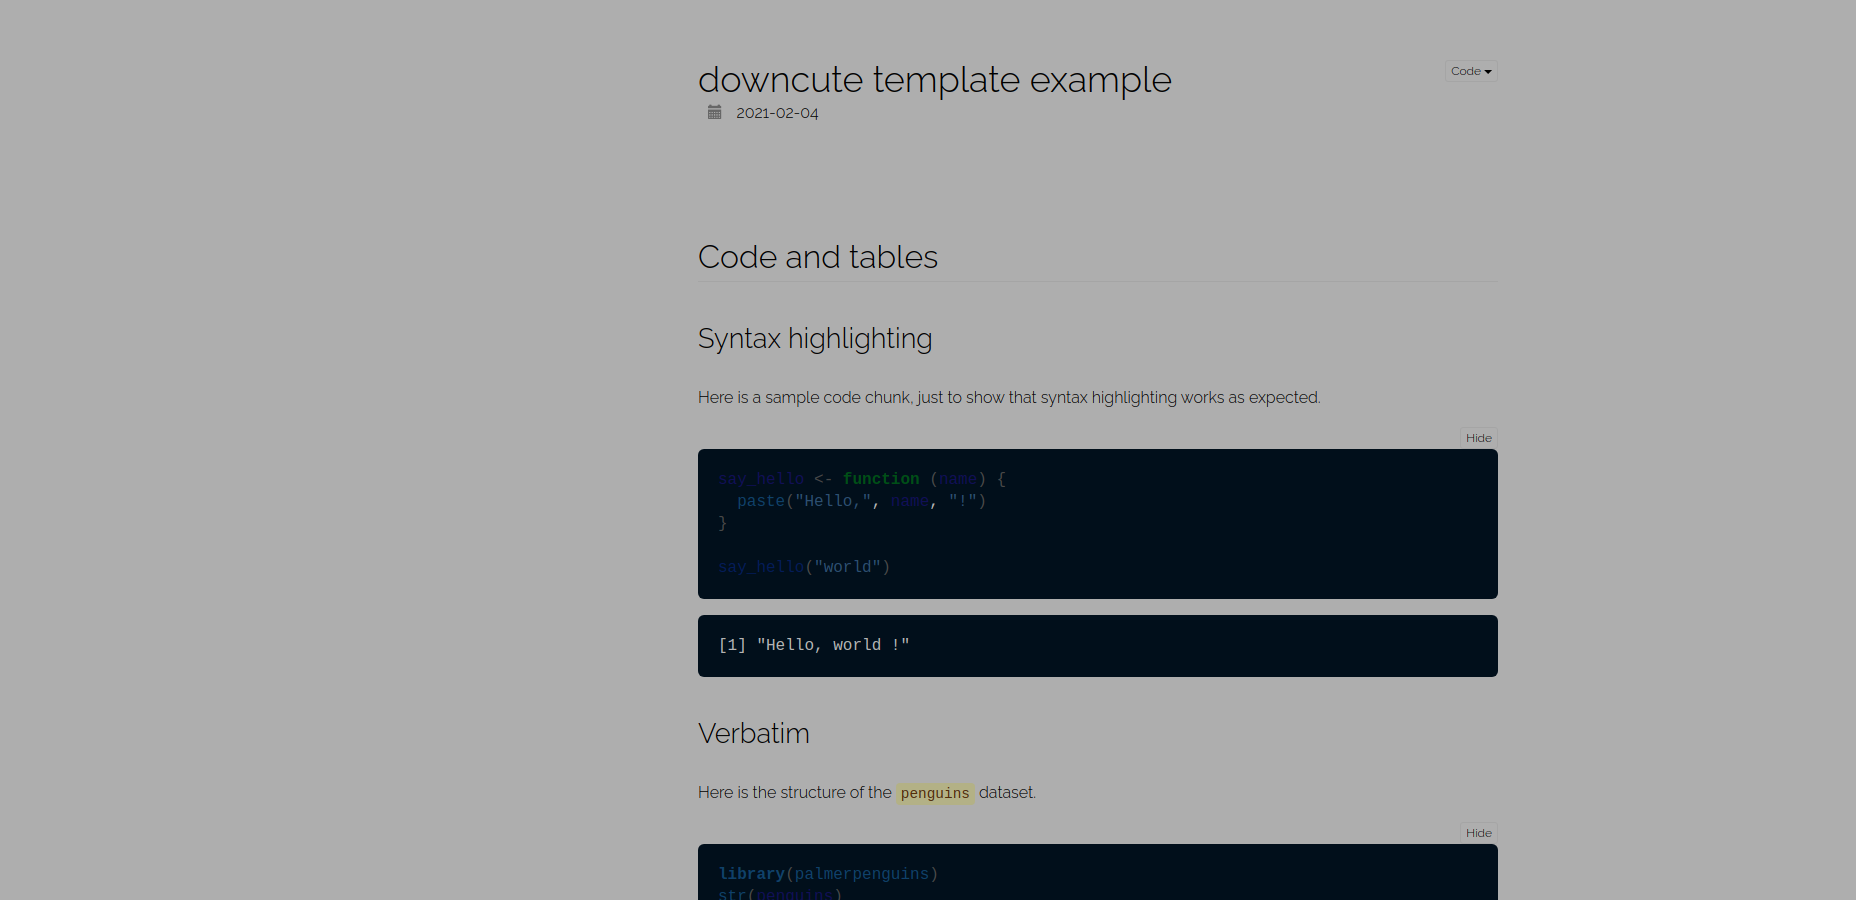 downcute template example
Code
2021-02-04
Code and tables
Syntax highlighting
Here is a sample code chunk, just to show that syntax highlighting works as expected.
Hide
say_hello <- function (name) {
  paste("Hello,", name, "!")
}
say_hello("world")
[1] "Hello, world !"
Verbatim
Here is the structure of the penguins dataset.
Hide
library(palmerpenguins)
str(penguins)